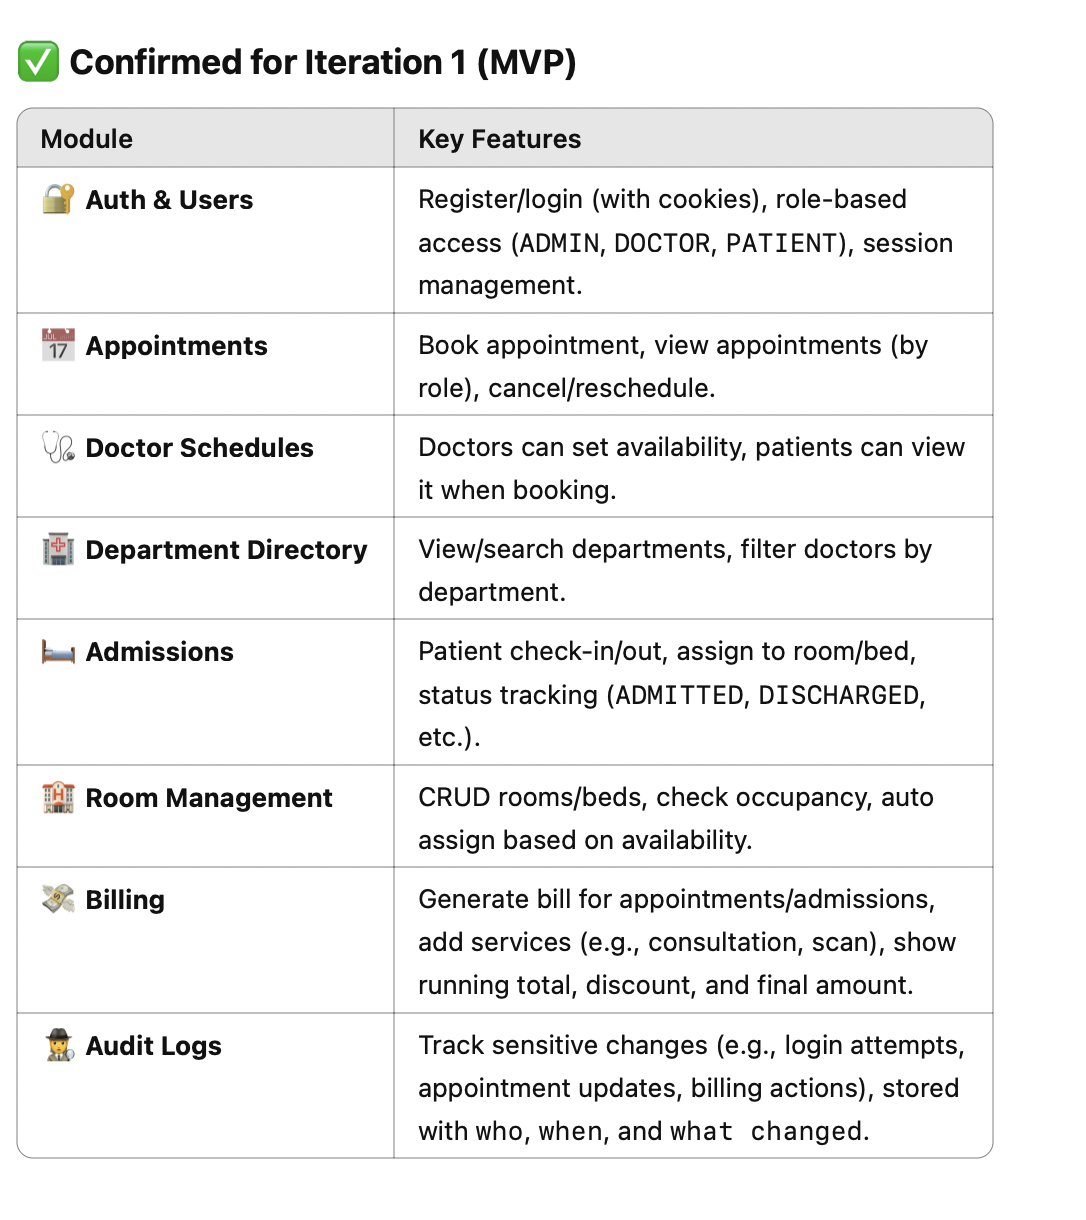 ✅ Confirmed for Iteration 1 (MVP)
Module
Key Features
🔐 Auth & Users
Register/login (with cookies), role-based
access (ADMIN, DOCTOR, PATIENT), session
management.
📅 Appointments
Book appointment, view appointments (by
role), cancel/reschedule.
🩺 Doctor Schedules
Doctors can set availability, patients can view
it when booking.
🏥 Department Directory
View/search departments, filter doctors by
department.
🛏️ Admissions
Patient check-in/out, assign to room/bed,
status tracking (ADMITTED, DISCHARGED,
etc.).
🏨 Room Management
CRUD rooms/beds, check occupancy, auto
assign based on availability.
💸 Billing
Generate bill for appointments/admissions,
add services (e.g., consultation, scan), show
running total, discount, and final amount.
🕵️ Audit Logs
Track sensitive changes (e.g., login attempts,
appointment updates, billing actions), stored
with who, when, and what changed.